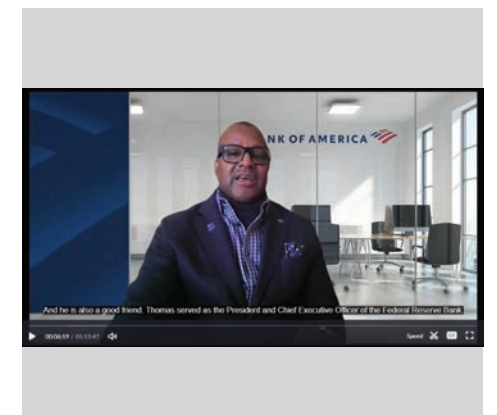 NK OF AMERICA
And he is also a good friend. Thomas served as the President and Chief Executive Officer of the Federal Reserve Bank
00:06:59 / 01:15:47
Speed
CC